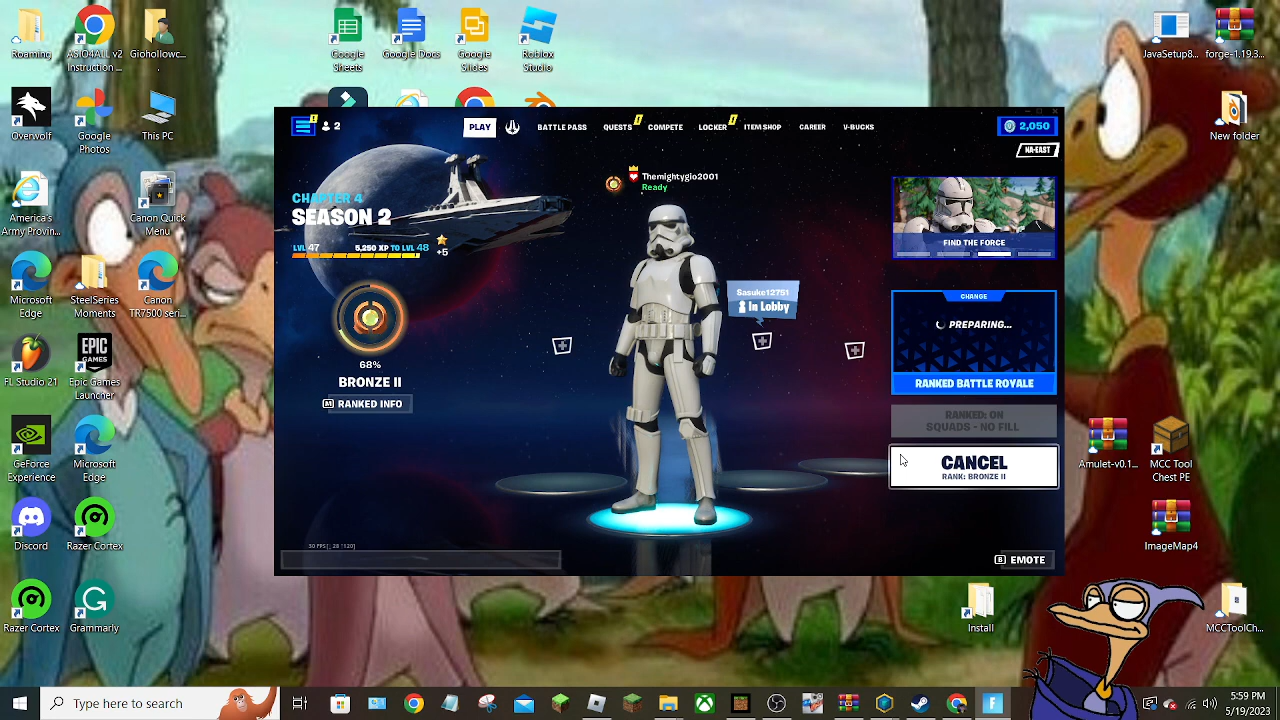 Roaming
ASTROALL v2
instruction ...
Giohollowc...
Google
Sheets
Google Docs
Google
Slides
Roblox
Studio
JavaSetup8...
forge-1.19.3...
Overwolf
Google
Photos
This PC
New folder
America's
Army Provin...
Canon Quick
Menu
Microsoft
Edge
TV Series
Canon
TR7500 seri...
FL Studio 21
Epic Games
Launcher
EPIC
GAMES
GeForce
Experience
Microsoft
Edge
Discord
Razer Cortex
Razer Cortex
Grammarly
2
PLAY
BATTLE PASS
QUESTS
COMPETE
LOCKER
ITEM SHOP
CAREER
V-BUCKS
2,050
NA-EAST
CHAPTER 4
SEASON 2
LVL 47
5,250 XP TO LVL 48
+5
68%
BRONZE II
M RANKED INFO
Themightygio2001
Ready
Sasuke12751
In Lobby
FIND THE FORCE
CHANGE
PREPARING...
RANKED BATTLE ROYALE
RANKED: ON
SQUADS - NO FILL
CANCEL
RANK: BRONZE II
B EMOTE
Amulet-v0.1...
MCC Tool
Chest PE
ImageMap4
Install
MCCToolCh...
Type here to search
5:59 PM
5/19/2023